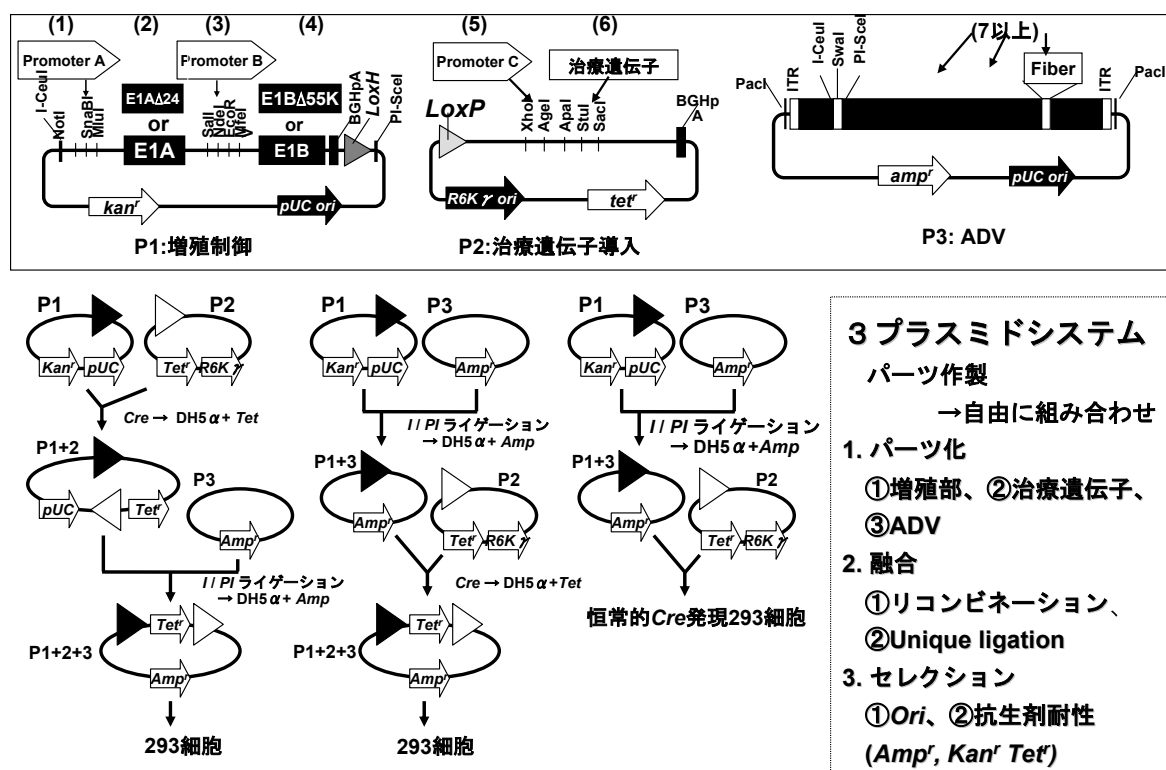 (1) (2) (3) (4)
Promoter A Promoter B
I-CeuI NotI SnaBI MluI
E1AΔ24 or E1A
SalI NdeI EcoR V MfeI
E1BΔ55K or E1B
BGHpA LoxH PI-SceI
kanʳ pUC ori
P1:増殖制御
(5) (6)
Promoter C 治療遺伝子
LoxP XhoI AgeI ApaI StuI SacI BGHp
A
R6Kγ ori tetʳ
P2:治療遺伝子導入
(7以上)
PacI ITR I-CeuI SwaI PI-SceI Fiber ITR PacI
ampʳ pUC ori
P3: ADV
P1 P2
Kanʳ pUC Tetʳ R6Kγ
Cre → DH5α+ Tet
P1+2
pUC Tetʳ
P3
Ampʳ
I / PI ライゲーション
→ DH5α+ Amp
P1+2+3
Tetʳ
Ampʳ
293細胞
P1 P3
Kanʳ pUC Ampʳ
I / PI ライゲーション
→ DH5α+ Amp
P1+3 P2
Ampʳ Tetʳ R6Kγ
Cre → DH5α+Tet
P1+2+3
Tetʳ
Ampʳ
293細胞
P1 P3
Kanʳ pUC Ampʳ
I / PI ライゲーション
→ DH5α+Amp
P1+3 P2
Ampʳ Tetʳ R6Kγ
恒常的Cre発現293細胞
３プラスミドシステム
パーツ作製
→自由に組み合わせ
1. パーツ化
①増殖部、②治療遺伝子、
③ADV
2. 融合
①リコンビネーション、
②Unique ligation
3. セレクション
①Ori、②抗生剤耐性
(Ampʳ, Kanʳ Tetʳ)